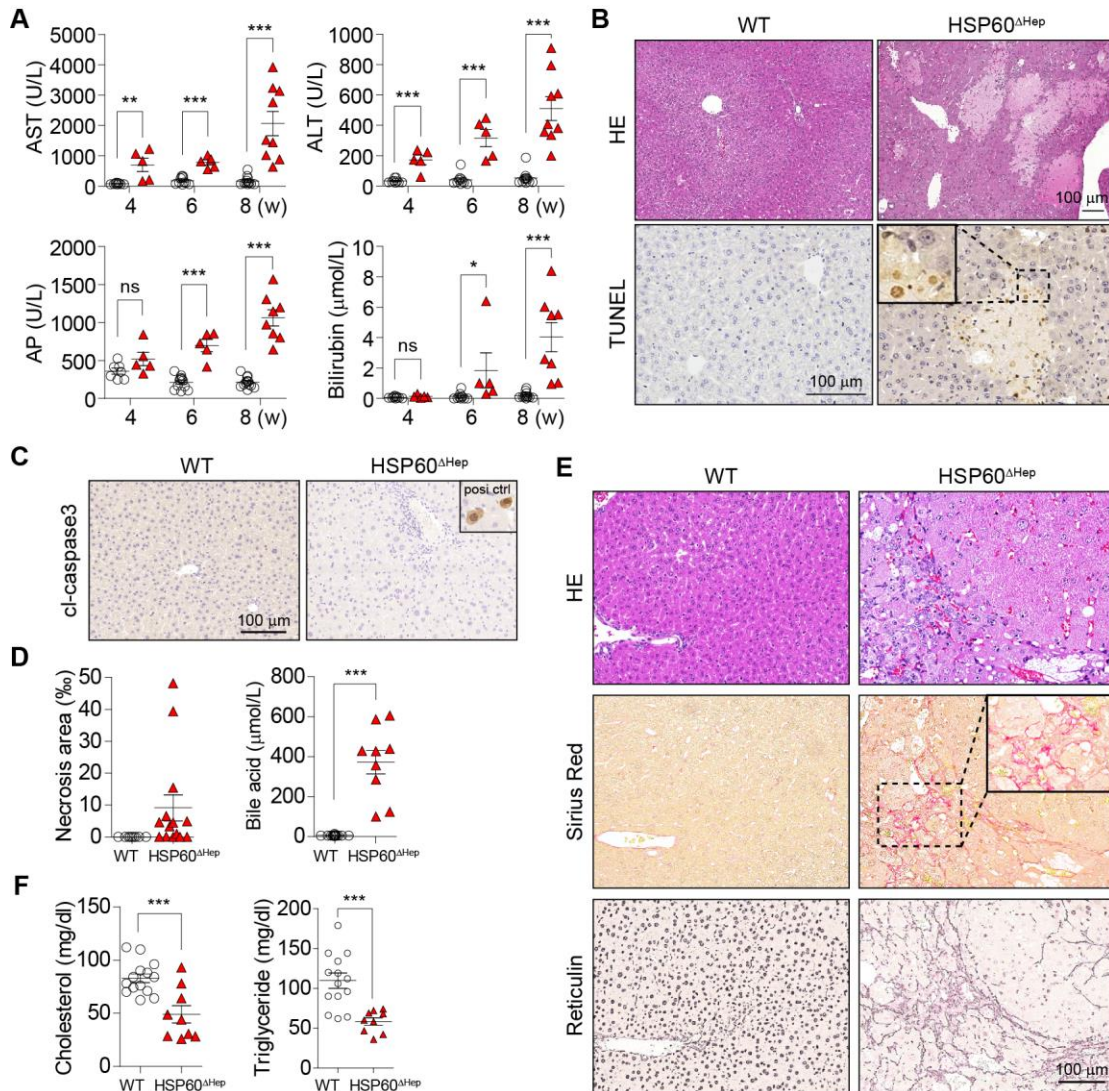 A
AST (U/L)
5000
4000
3000
2000
1000
0
** *** ***
4 6 8 (w)
ALT (U/L)
1000
800
600
400
200
0
*** *** ***
4 6 8 (w)
AP (U/L)
2000
1500
1000
500
0
ns *** ***
4 6 8 (w)
Bilirubin (μmol/L)
10
8
6
4
2
0
ns * ***
4 6 8 (w)
B
WT HSP60ΔHep
HE
100 μm
TUNEL
100 μm
C
WT HSP60ΔHep
cl-caspase3
posi ctrl
100 μm
D
Necrosis area (‰)
50
40
30
20
10
0
WT HSP60ΔHep
Bile acid (μmol/L)
800
600
400
200
0
***
WT HSP60ΔHep
E
WT HSP60ΔHep
HE
Sirius Red
Reticulin
100 μm
F
Cholesterol (mg/dl)
150
100
50
0
***
WT HSP60ΔHep
Triglyceride (mg/dl)
200
150
100
50
0
***
WT HSP60ΔHep